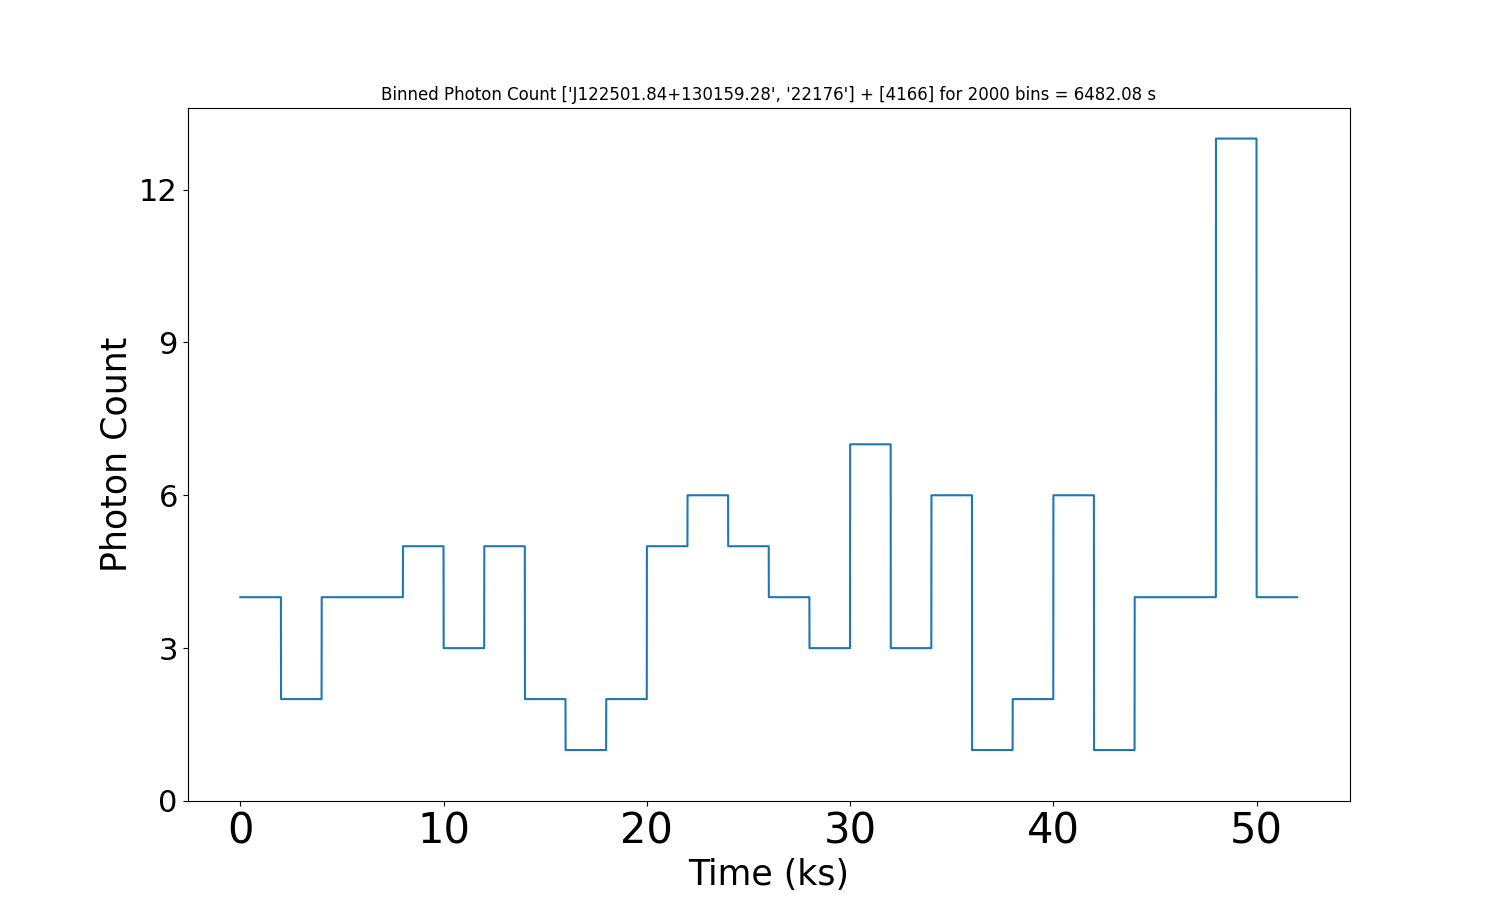 Binned Photon Count ['J122501.84+130159.28', '22176'] + [4166] for 2000 bins = 6482.08 s
12
9
6
3
0
Photon Count
0 10 20 30 40 50
Time (ks)